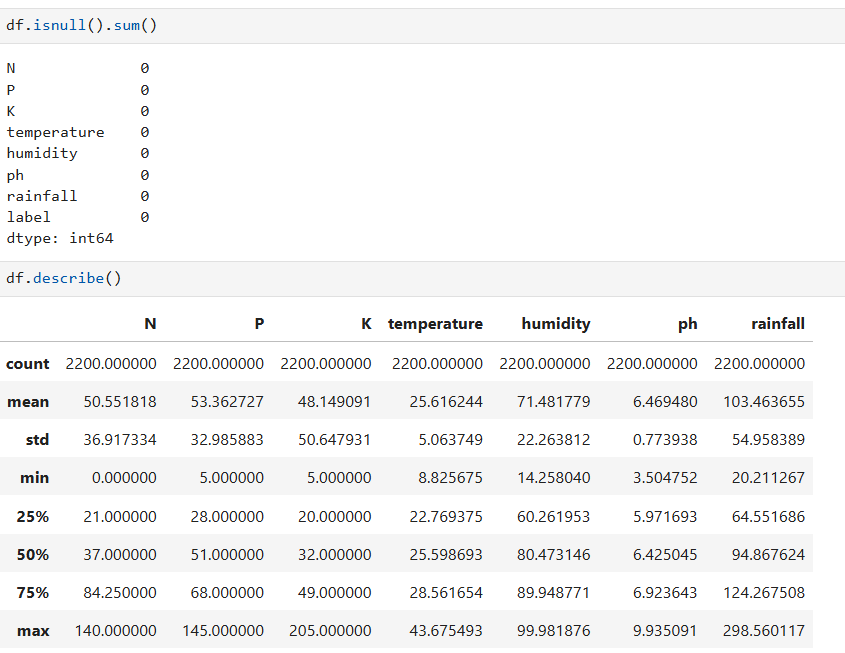 df.isnull().sum()
N 0
P 0
K 0
temperature 0
humidity 0
ph 0
rainfall 0
label 0
dtype: int64
df.describe()
N P K temperature humidity ph rainfall
count 2200.000000 2200.000000 2200.000000 2200.000000 2200.000000 2200.000000 2200.000000
mean 50.551818 53.362727 48.149091 25.616244 71.481779 6.469480 103.463655
std 36.917334 32.985883 50.647931 5.063749 22.263812 0.773938 54.958389
min 0.000000 5.000000 5.000000 8.825675 14.258040 3.504752 20.211267
25% 21.000000 28.000000 20.000000 22.769375 60.261953 5.971693 64.551686
50% 37.000000 51.000000 32.000000 25.598693 80.473146 6.425045 94.867624
75% 84.250000 68.000000 49.000000 28.561654 89.948771 6.923643 124.267508
max 140.000000 145.000000 205.000000 43.675493 99.981876 9.935091 298.560117